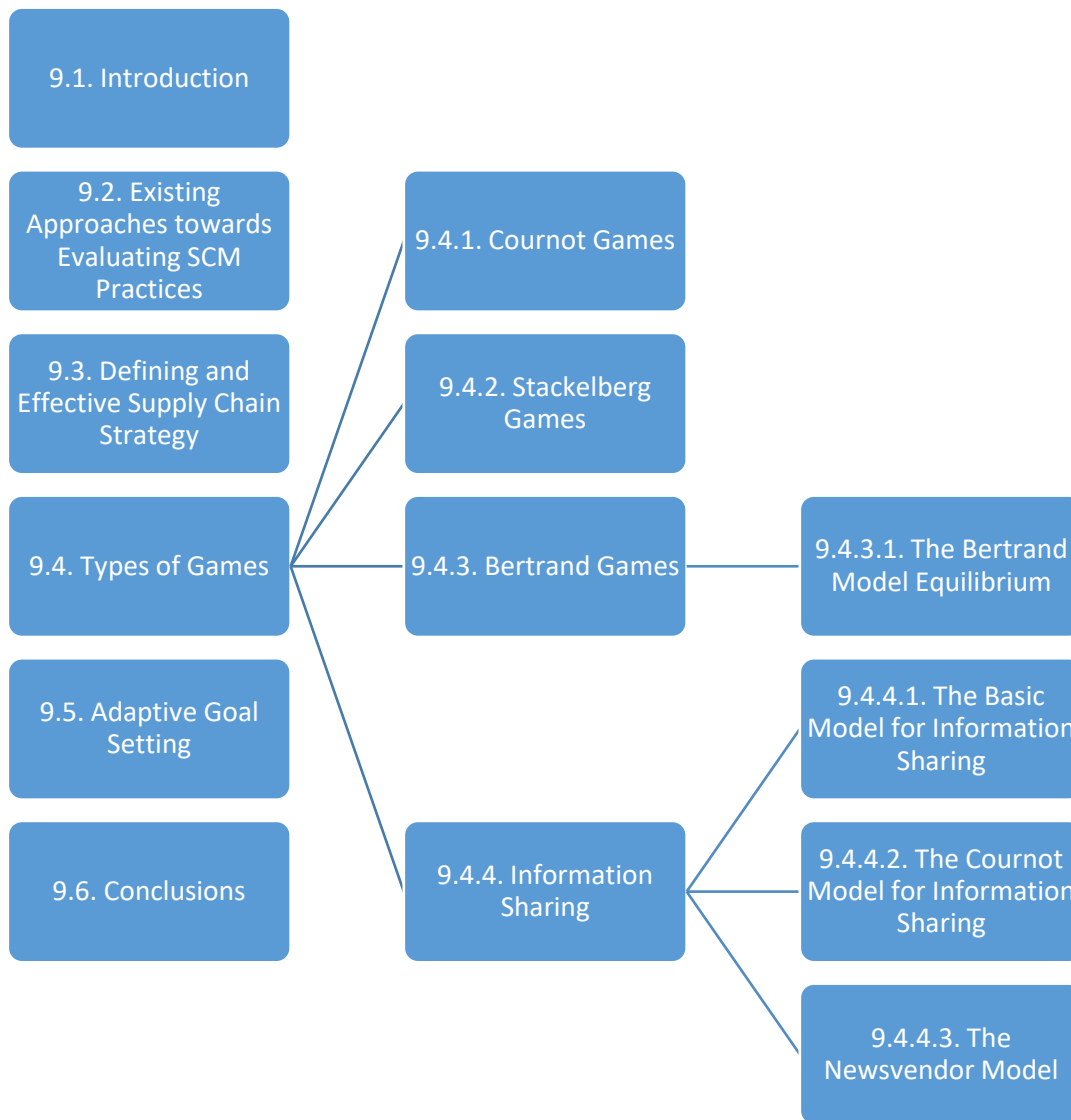 9.1. Introduction
9.2. Existing
Approaches towards
Evaluating SCM
Practices
9.3. Defining and
Effective Supply Chain
Strategy
9.4. Types of Games
9.5. Adaptive Goal
Setting
9.6. Conclusions
9.4.1. Cournot Games
9.4.2. Stackelberg
Games
9.4.3. Bertrand Games
9.4.4. Information
Sharing
9.4.3.1. The Bertrand
Model Equilibrium
9.4.4.1. The Basic
Model for Information
Sharing
9.4.4.2. The Cournot
Model for Information
Sharing
9.4.4.3. The
Newsvendor Model